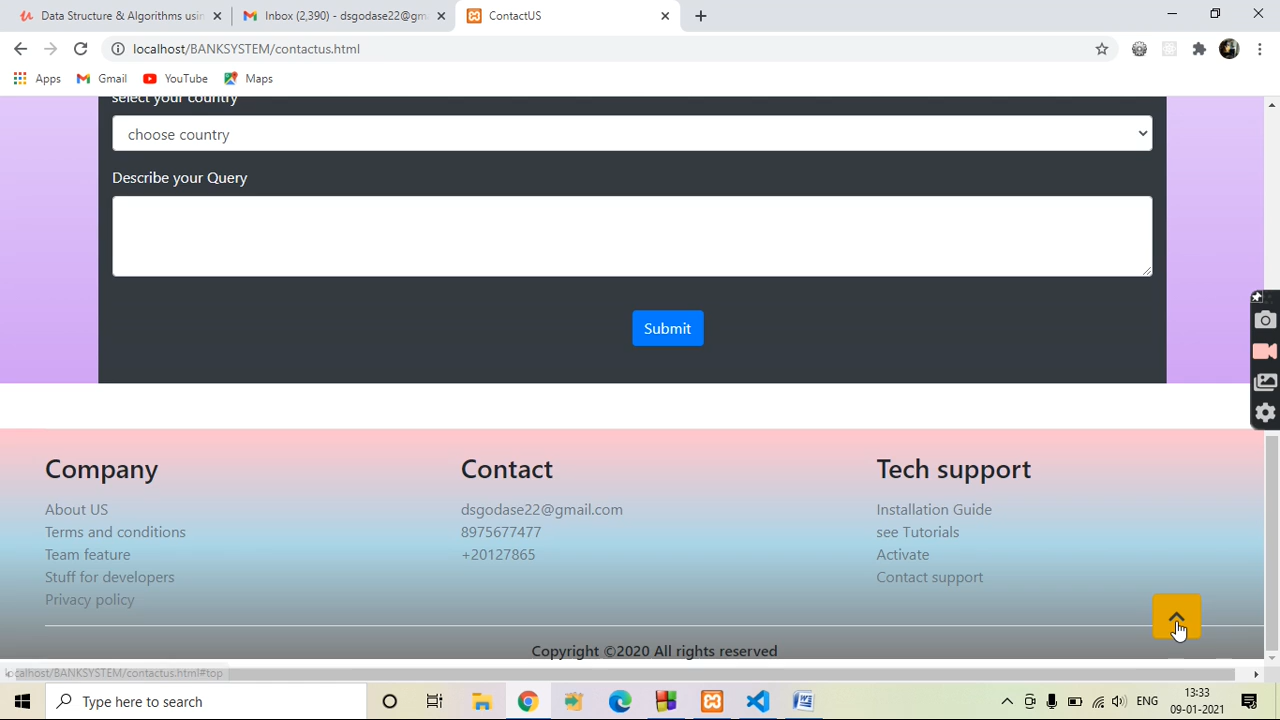 Data Structure & Algorithms usin
Inbox (2,390) - dsgodase22@gm
ContactUS
localhost/BANKSYSTEM/contactus.html
Apps
Gmail
YouTube
Maps
select your country
choose country
Describe your Query
Submit
Company
Contact
Tech support
About US
dsgodase22@gmail.com
Installation Guide
Terms and conditions
8975677477
see Tutorials
Team feature
+20127865
Activate
Stuff for developers
Contact support
Privacy policy
Copyright ©2020 All rights reserved
localhost/BANKSYSTEM/contactus.html#top
Type here to search
ENG
13:33
09-01-2021